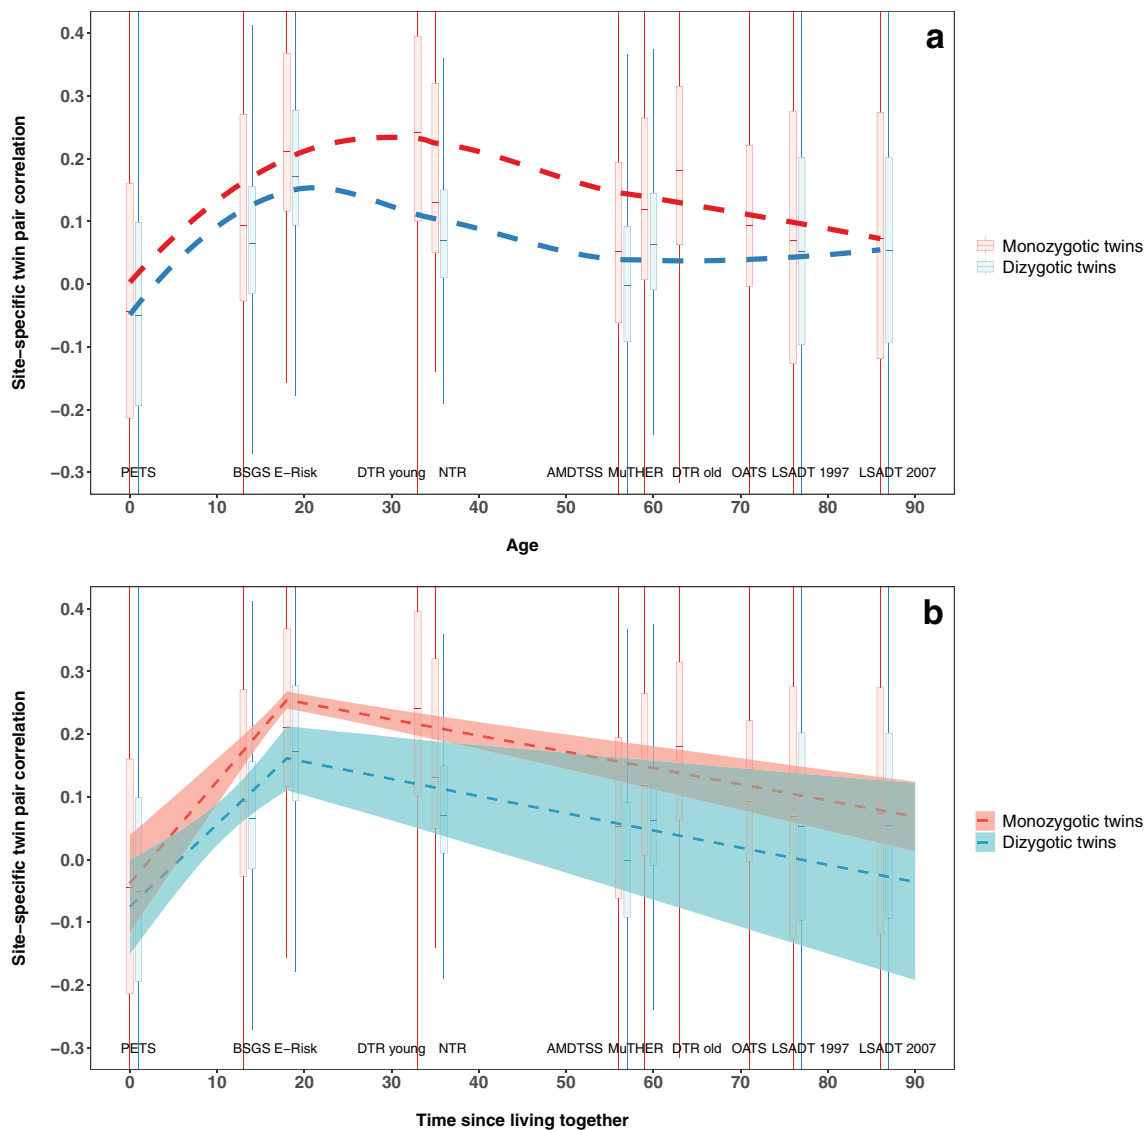 a
Site−specific twin pair correlation
0.4
0.3
0.2
0.1
0.0
−0.1
−0.2
−0.3
PETS BSGS E−Risk DTR young NTR AMDTSS MuTHER DTR old OATS LSADT 1997 LSADT 2007
0 10 20 30 40 50 60 70 80 90
Age
Monozygotic twins
Dizygotic twins
b
Site−specific twin pair correlation
0.4
0.3
0.2
0.1
0.0
−0.1
−0.2
−0.3
PETS BSGS E−Risk DTR young NTR AMDTSS MuTHER DTR old OATS LSADT 1997 LSADT 2007
0 10 20 30 40 50 60 70 80 90
Time since living together
Monozygotic twins
Dizygotic twins